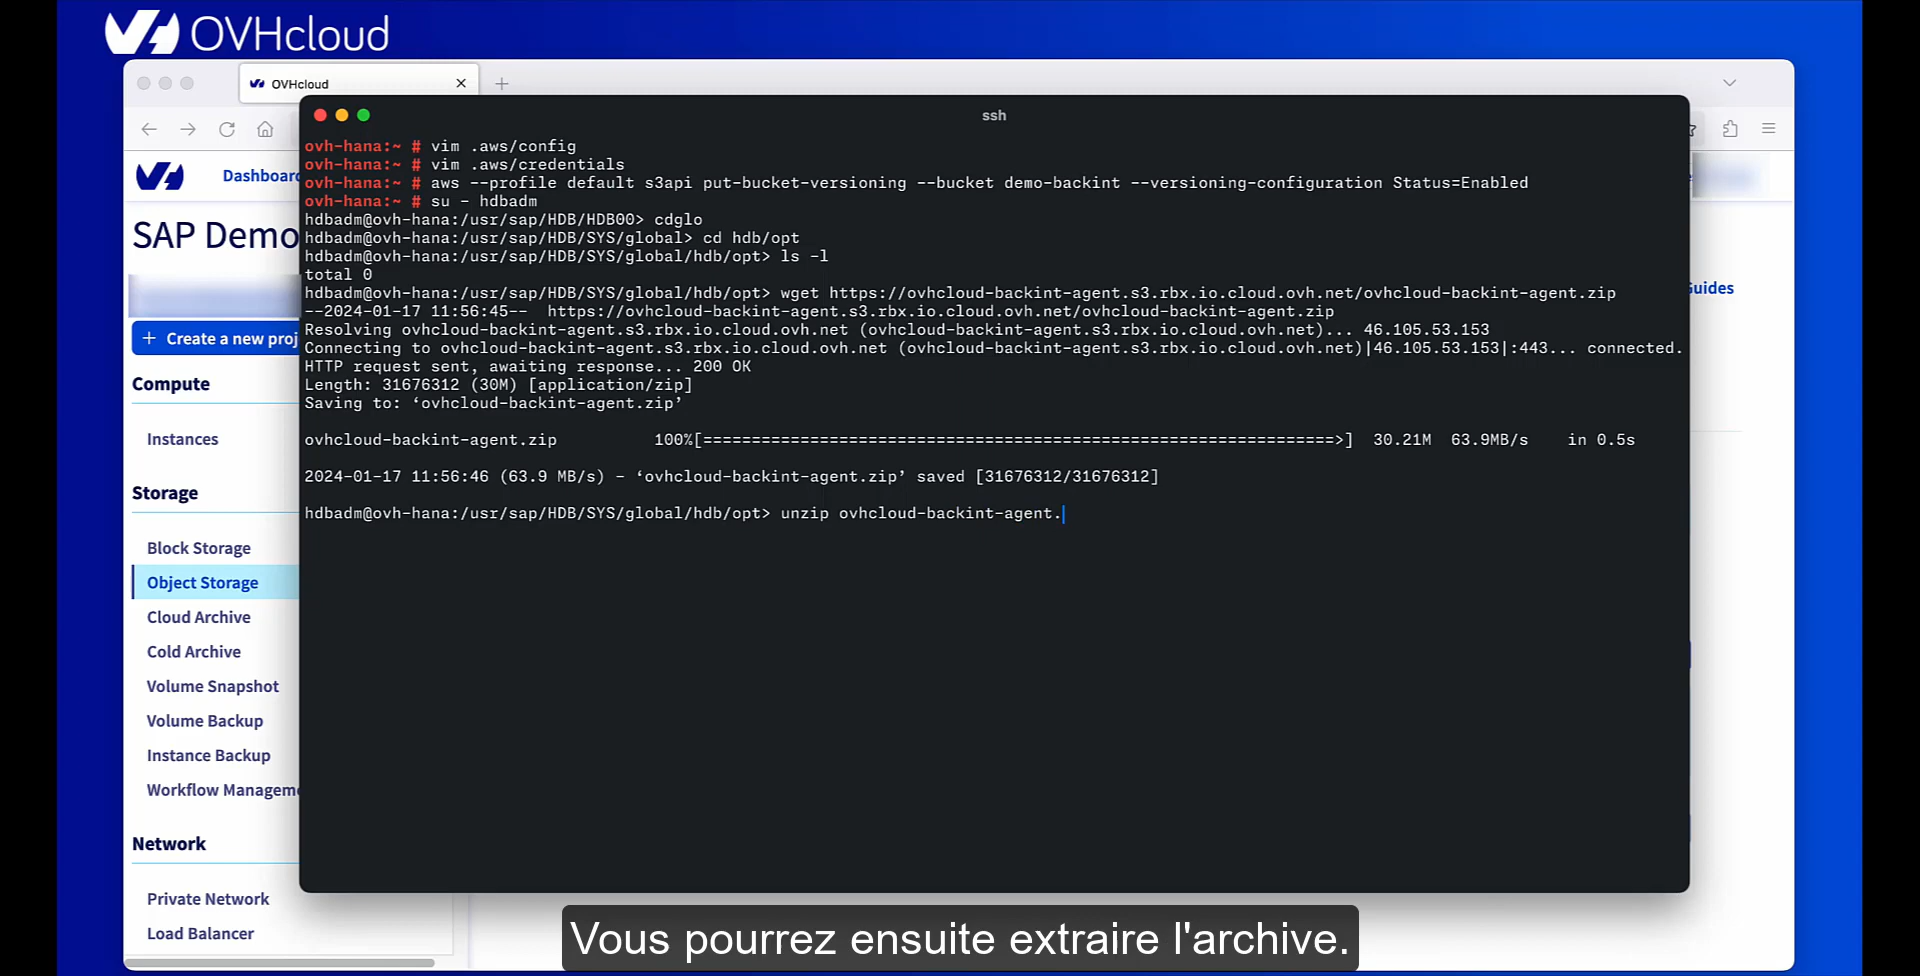 OVHcloud
OVHcloud
ssh
ovh-hana:~ # vim .aws/config
ovh-hana:~ # vim .aws/credentials
ovh-hana:~ # aws --profile default s3api put-bucket-versioning --bucket demo-backint --versioning-configuration Status=Enabled
ovh-hana:~ # su - hdbadm
hdbadm@ovh-hana:/usr/sap/HDB/HDB00> cdglo
hdbadm@ovh-hana:/usr/sap/HDB/SYS/global> cd hdb/opt
hdbadm@ovh-hana:/usr/sap/HDB/SYS/global/hdb/opt> ls -l
total 0
hdbadm@ovh-hana:/usr/sap/HDB/SYS/global/hdb/opt> wget https://ovhcloud-backint-agent.s3.rbx.io.cloud.ovh.net/ovhcloud-backint-agent.zip
--2024-01-17 11:56:45--  https://ovhcloud-backint-agent.s3.rbx.io.cloud.ovh.net/ovhcloud-backint-agent.zip
Resolving ovhcloud-backint-agent.s3.rbx.io.cloud.ovh.net (ovhcloud-backint-agent.s3.rbx.io.cloud.ovh.net)... 46.105.53.153
Connecting to ovhcloud-backint-agent.s3.rbx.io.cloud.ovh.net (ovhcloud-backint-agent.s3.rbx.io.cloud.ovh.net)|46.105.53.153|:443... connected.
HTTP request sent, awaiting response... 200 OK
Length: 31676312 (30M) [application/zip]
Saving to: ‘ovhcloud-backint-agent.zip’
ovhcloud-backint-agent.zip 100%[=================================================================>] 30.21M 63.9MB/s in 0.5s
2024-01-17 11:56:46 (63.9 MB/s) - ‘ovhcloud-backint-agent.zip’ saved [31676312/31676312]
hdbadm@ovh-hana:/usr/sap/HDB/SYS/global/hdb/opt> unzip ovhcloud-backint-agent.
Dashboard
SAP Demo
Guides
+ Create a new proj
Compute
Instances
Storage
Block Storage
Object Storage
Cloud Archive
Cold Archive
Volume Snapshot
Volume Backup
Instance Backup
Workflow Manageme
Network
Private Network
Load Balancer
Vous pourrez ensuite extraire l'archive.